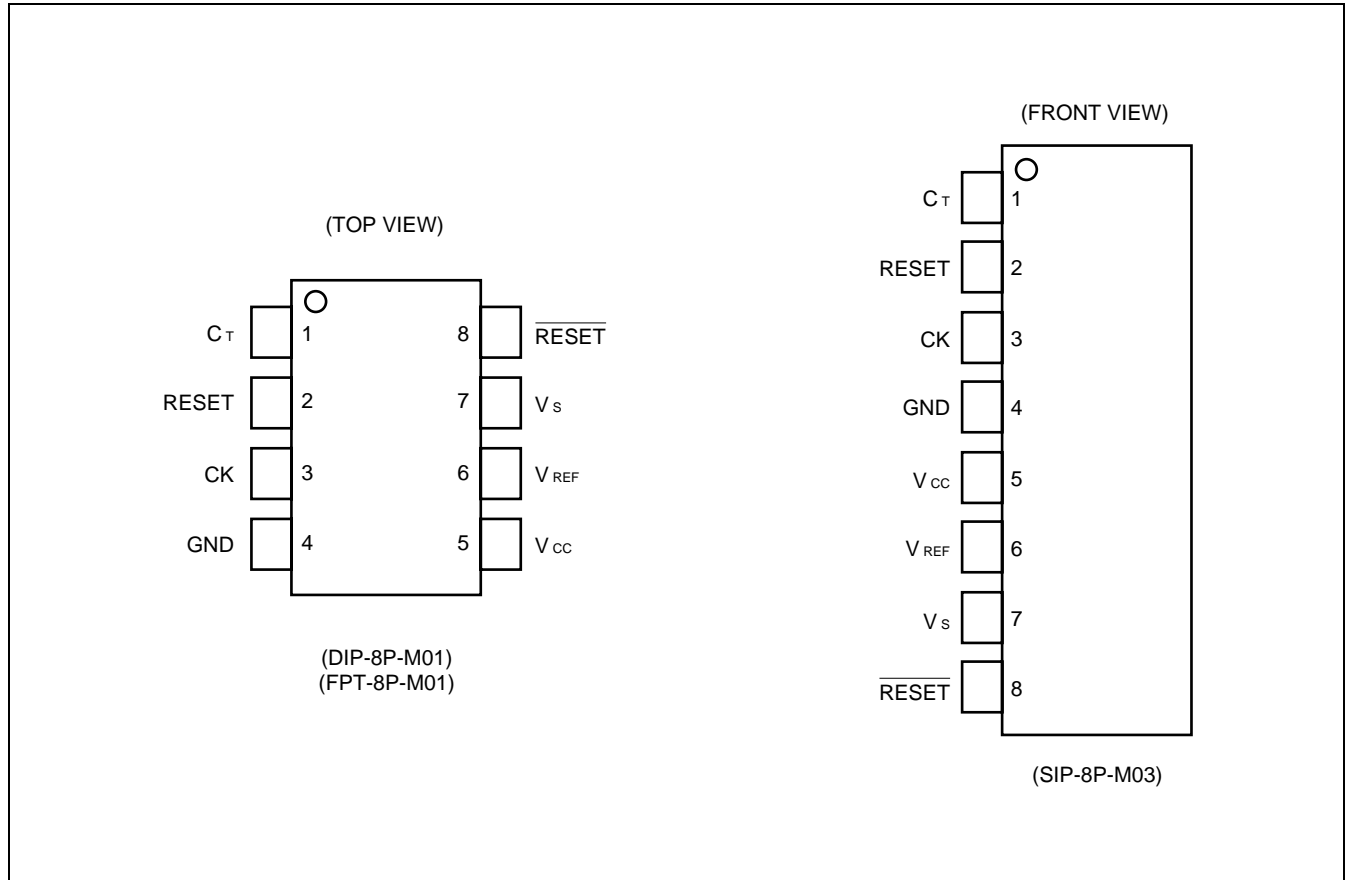 (TOP VIEW)
CT 1 8 RESET
RESET 2 7 VS
CK 3 6 VREF
GND 4 5 VCC
(DIP-8P-M01)
(FPT-8P-M01)
(FRONT VIEW)
CT 1
RESET 2
CK 3
GND 4
VCC 5
VREF 6
VS 7
RESET 8
(SIP-8P-M03)